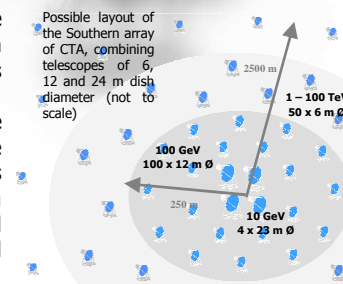 Possible layout of
the Southern array
of CTA, combining
telescopes of 6,
12 and 24 m dish
diameter (not to
scale)
2500 m
1 – 100 TeV
50 x 6 m Ø
100 GeV
100 x 12 m Ø
250 m
10 GeV
4 x 23 m Ø